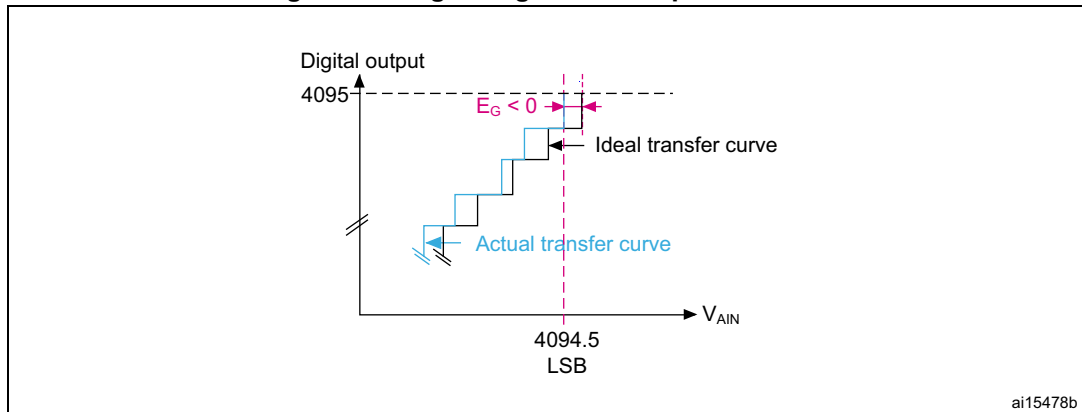 Digital output
4095
E_G < 0
Ideal transfer curve
Actual transfer curve
V_AIN
4094.5
LSB
ai15478b